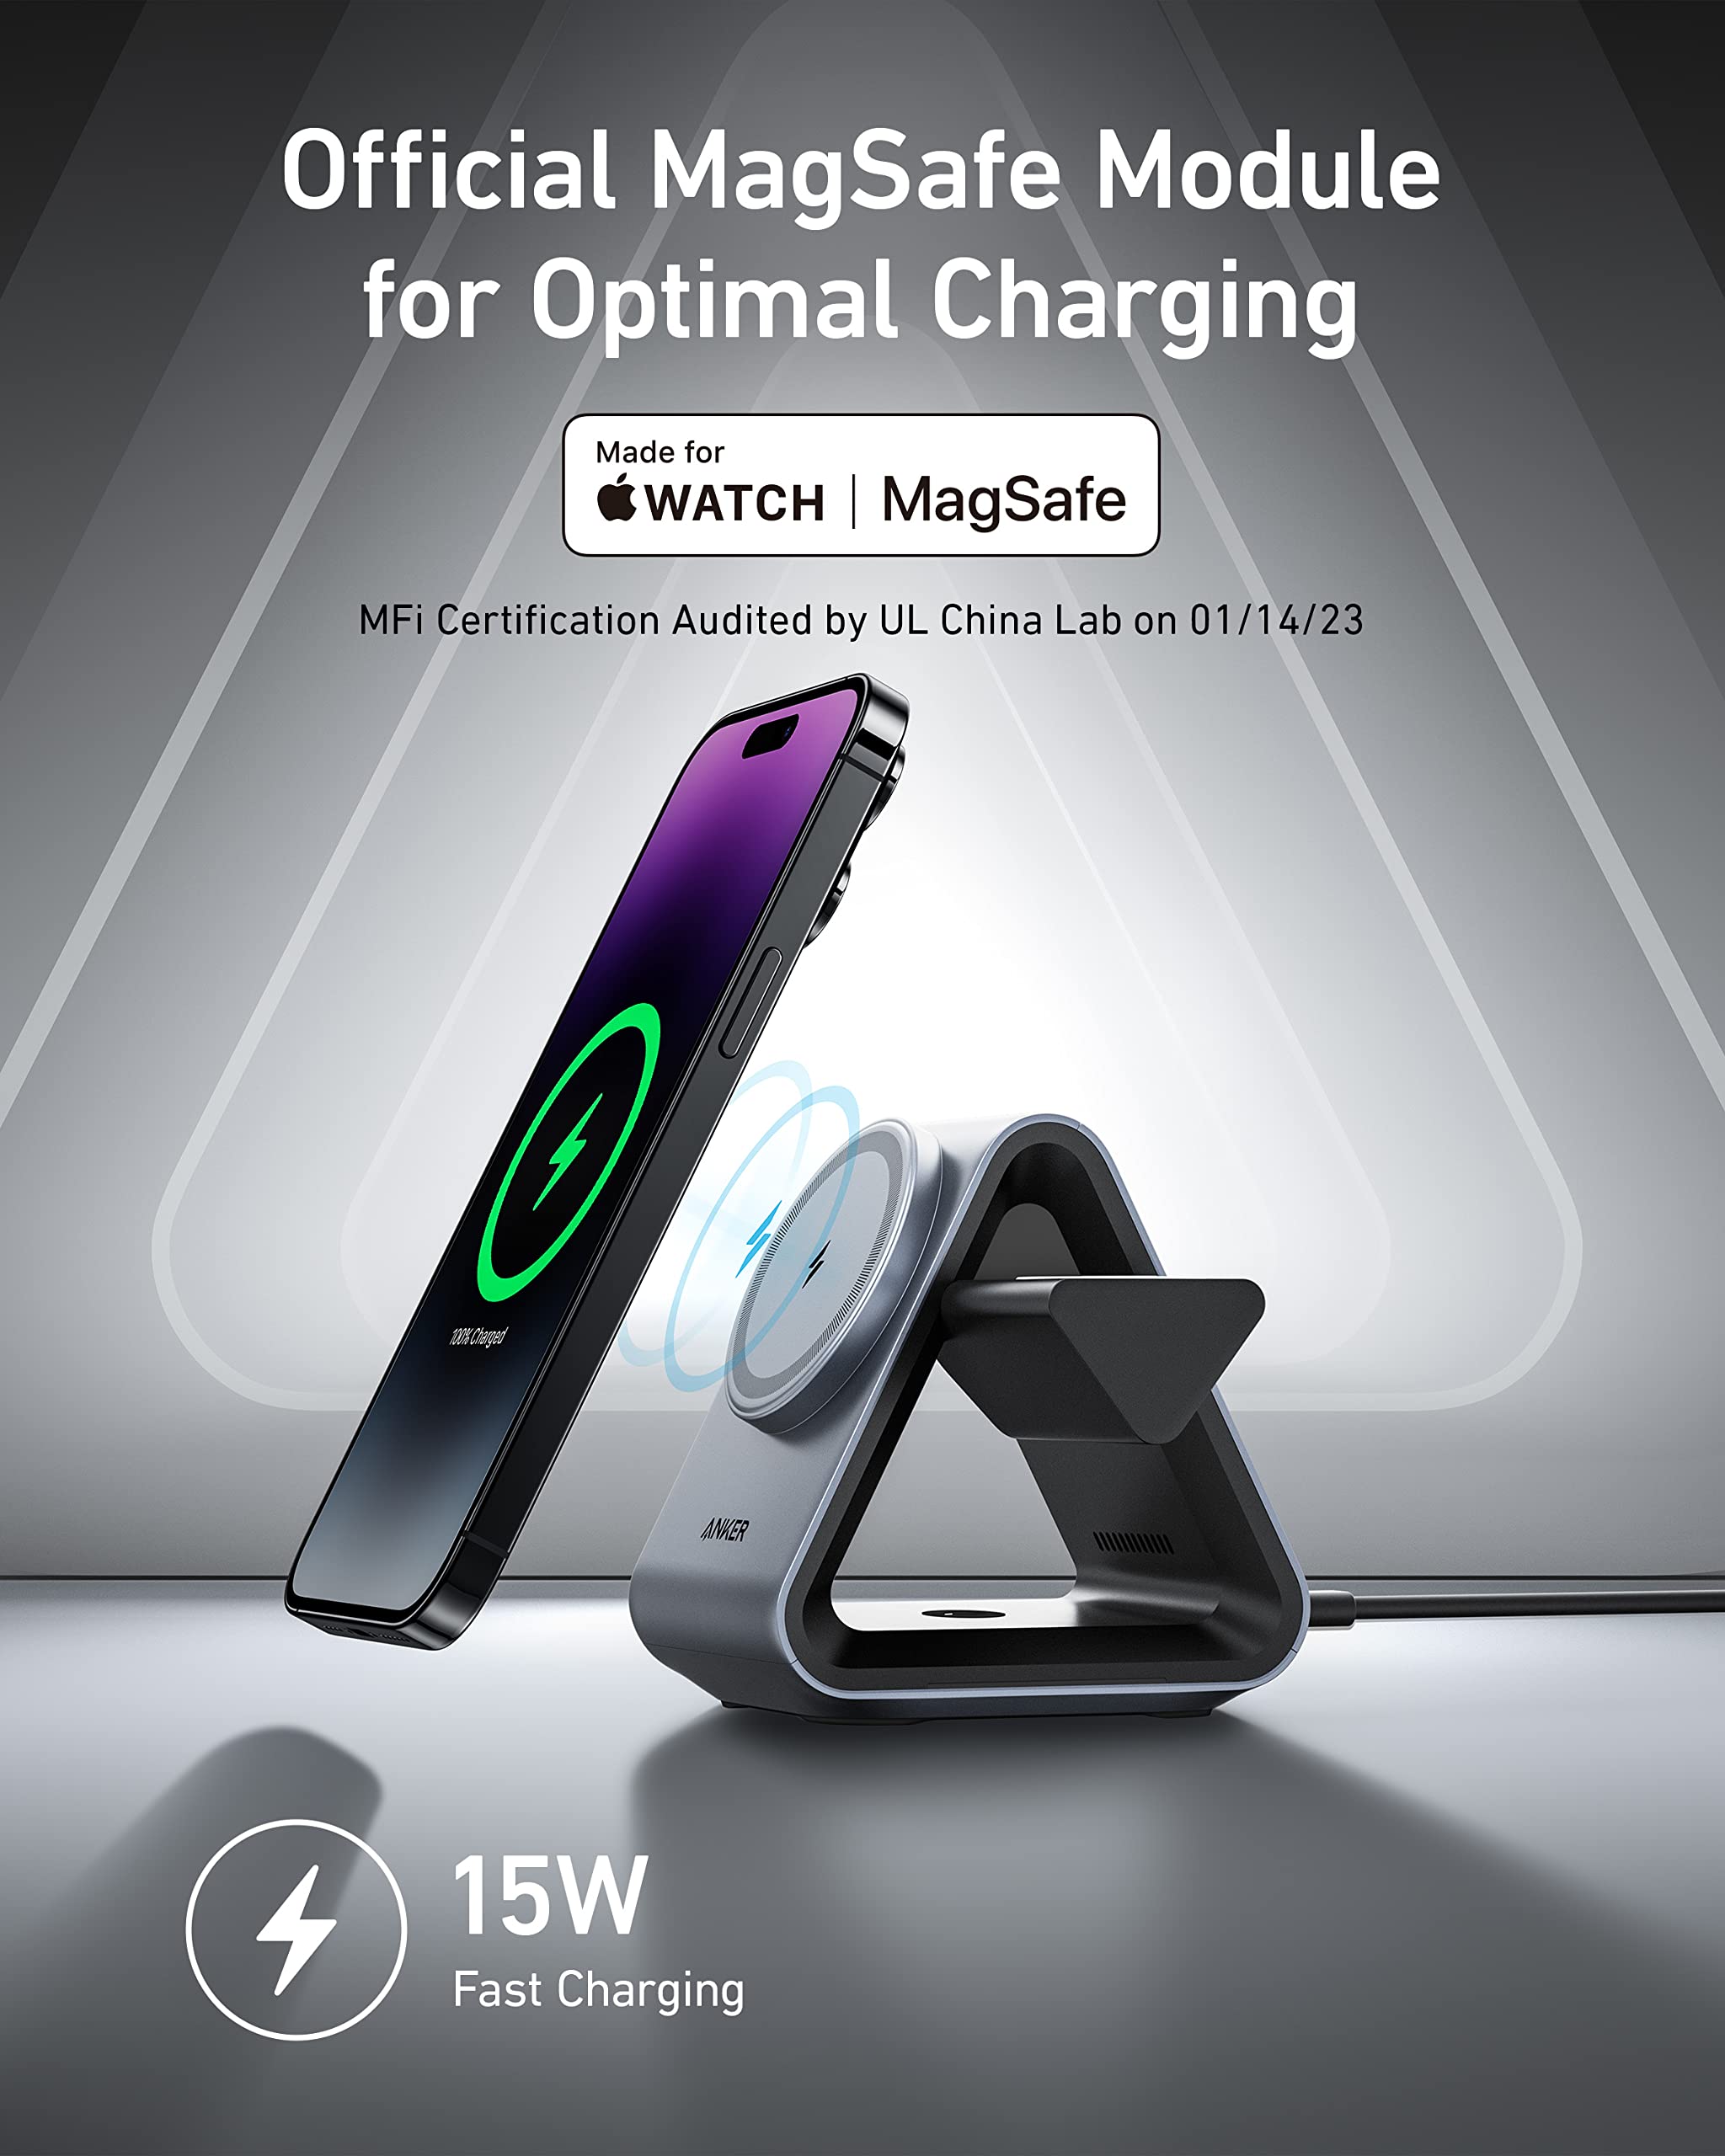 Official MagSafe Module
for Optimal Charging
Made for
WATCH | MagSafe
MFi Certification Audited by UL China Lab on 01/14/23
100% Charged
ANKER
15W
Fast Charging